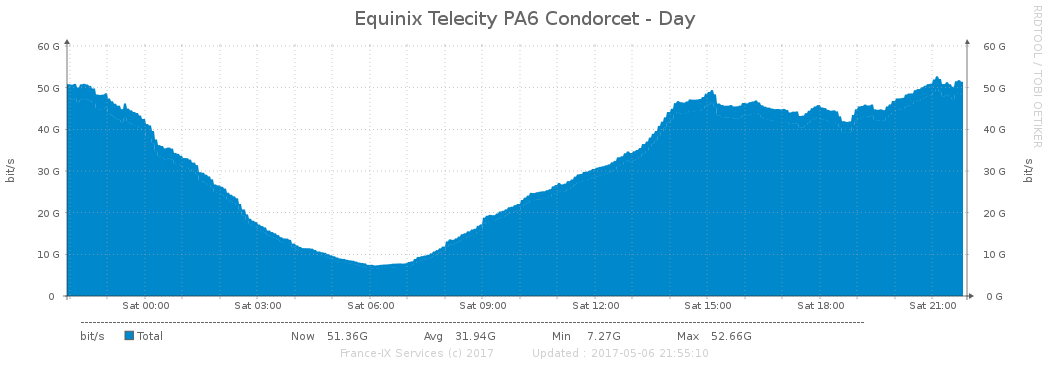 Equinix Telecity PA6 Condorcet - Day
RRDTOOL / TOBI OETIKER
60 G 60 G
50 G 50 G
40 G 40 G
30 G 30 G
20 G 20 G
10 G 10 G
0 0 G
bit/s bit/s
Sat 00:00 Sat 03:00 Sat 06:00 Sat 09:00 Sat 12:00 Sat 15:00 Sat 18:00 Sat 21:00
bit/s Total Now 51.36G Avg 31.94G Min 7.27G Max 52.66G
France-IX Services (c) 2017 Updated : 2017-05-06 21:55:10